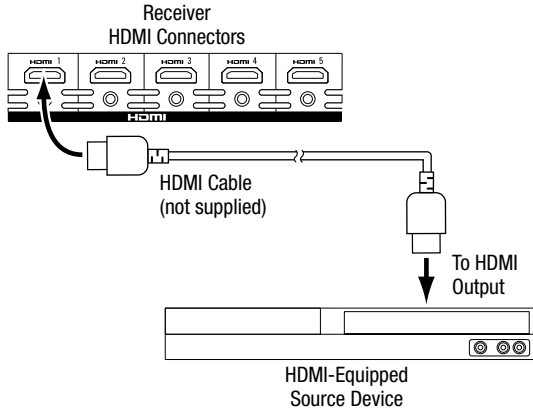 Receiver
HDMI Connectors
HDMI 1 HDMI 2 HDMI 3 HDMI 4 HDMI 5
HDMI
HDMI Cable
(not supplied)
To HDMI
Output
HDMI-Equipped
Source Device